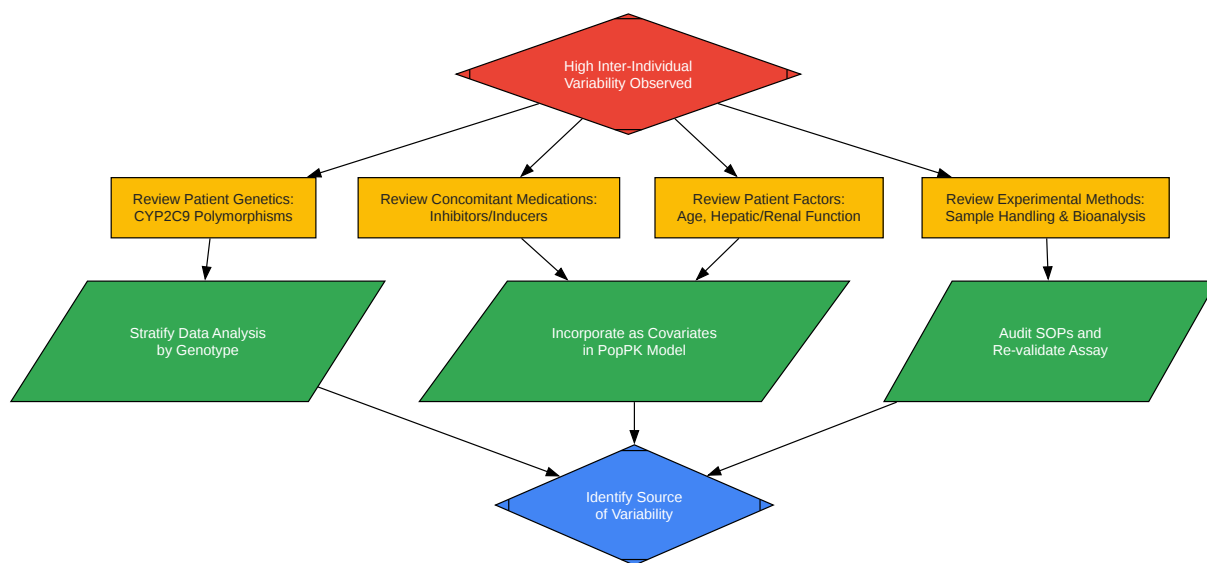 High Inter-Individual
Variability Observed
Review Patient Genetics:
CYP2C9 Polymorphisms
Review Concomitant Medications:
Inhibitors/Inducers
Review Patient Factors:
Age, Hepatic/Renal Function
Review Experimental Methods:
Sample Handling & Bioanalysis
Stratify Data Analysis
by Genotype
Incorporate as Covariates
in PopPK Model
Audit SOPs and
Re-validate Assay
Identify Source
of Variability